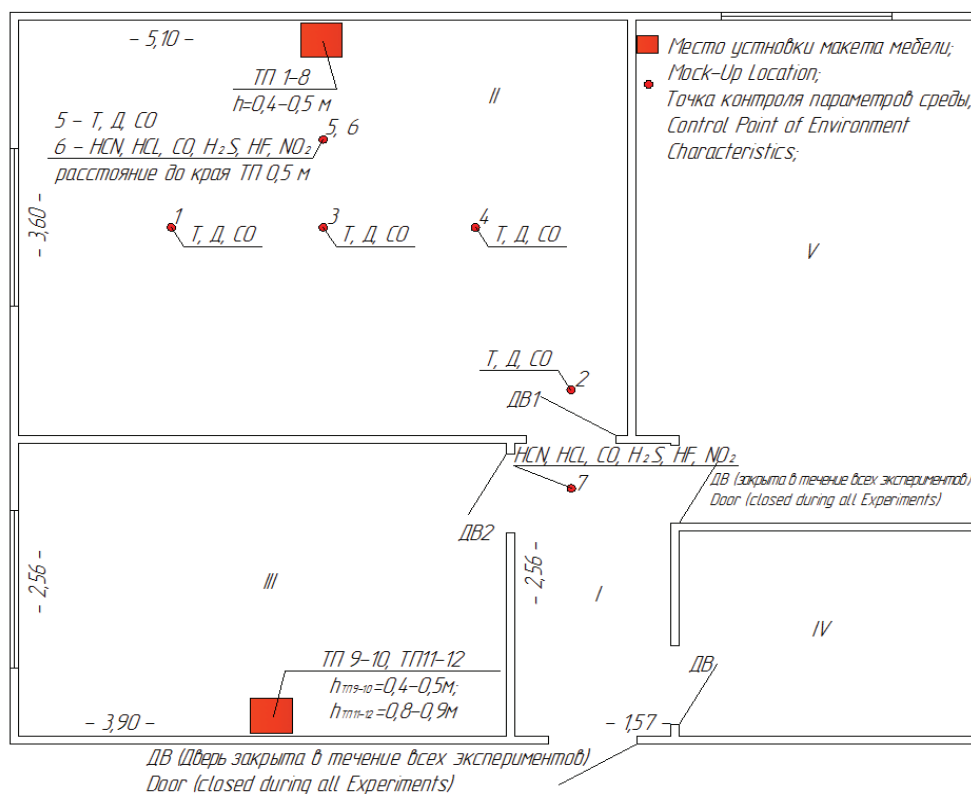 - 5,10 -
ТП 1-8
h=0,4-0,5 м
II
Место устновки макета мебели;
Mock-Up Location;
Точка контроля параметров среды;
Control Point of Environment
Characteristics;
5 - Т, Д, СО
6 - HCN, HCL, CO, H₂S, HF, NO₂
расстояние до края ТП 0,5 м
5, 6
- 3,60 -
1
Т, Д, СО
3
Т, Д, СО
4
Т, Д, СО
V
Т, Д, СО
2
ДВ1
HCN, HCL, CO, H₂S, HF, NO₂
7
ДВ (закрыта в течение всех экспериментов)
Door (closed during all Experiments)
ДВ2
- 2,56 -
III
- 2,56 -
I
IV
ДВ
ТП 9-10, ТП11-12
hТП9-10=0,4-0,5м;
hТП11-12=0,8-0,9м
- 3,90 -
- 1,57 -
ДВ (Дверь закрыта в течение всех экспериментов)
Door (closed during all Experiments)